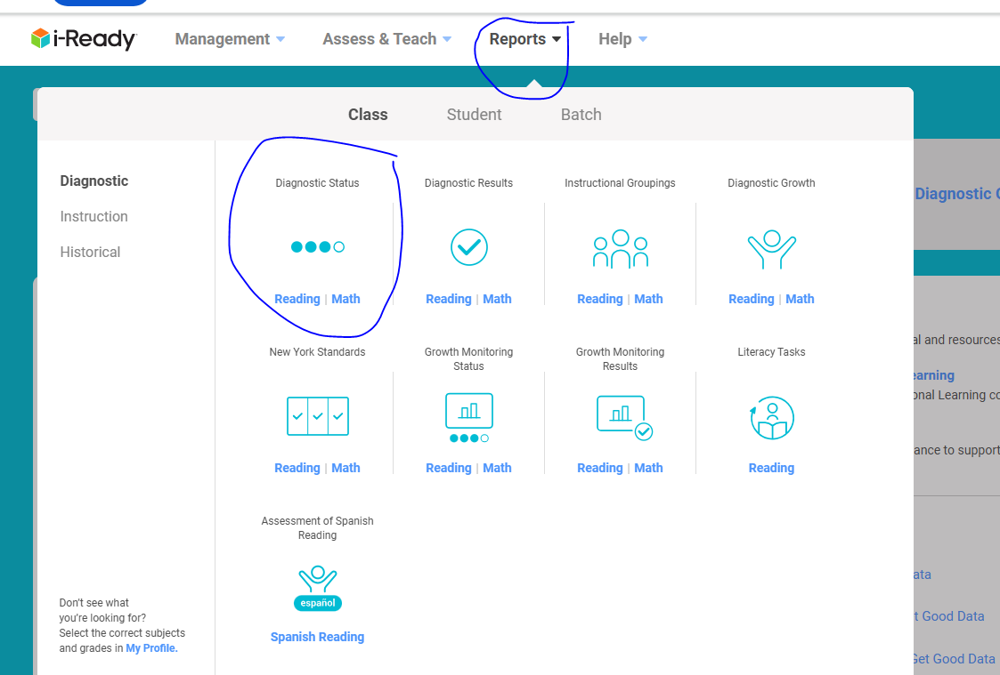 i-Ready Management Assess & Teach Reports Help
Class Student Batch
Diagnostic
Instruction
Historical
Diagnostic Status Diagnostic Results Instructional Groupings Diagnostic Growth
Reading | Math Reading | Math Reading | Math Reading | Math
New York Standards Growth Monitoring Status Growth Monitoring Results Literacy Tasks
Reading | Math Reading | Math Reading | Math Reading
Assessment of Spanish
Reading
español
Spanish Reading
Don't see what
you're looking for?
Select the correct subjects
and grades in My Profile.
Diagnostic
al and resources
earning
onal Learning
ance to support
ata
t Good Data
Get Good Data